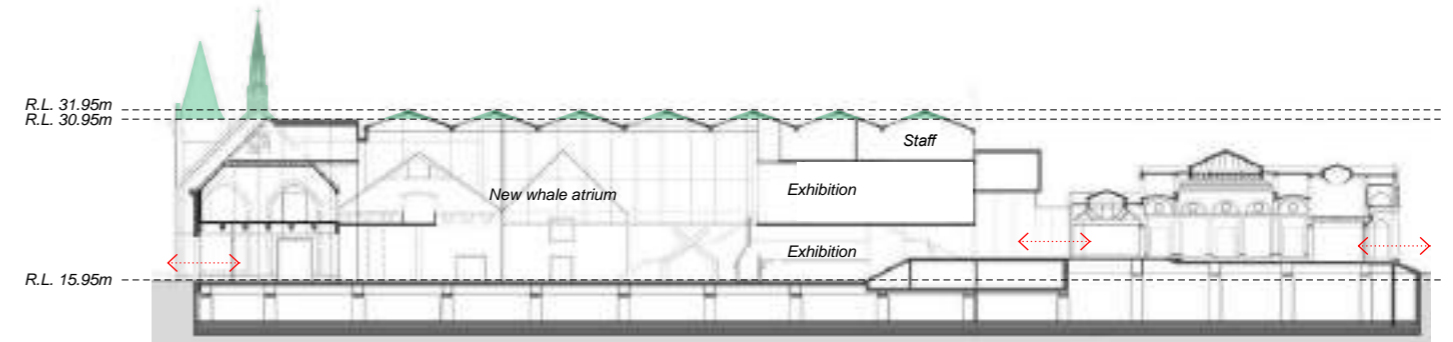 R.L. 31.95m
R.L. 30.95m
Staff
Exhibition
New whale atrium
Exhibition
R.L. 15.95m